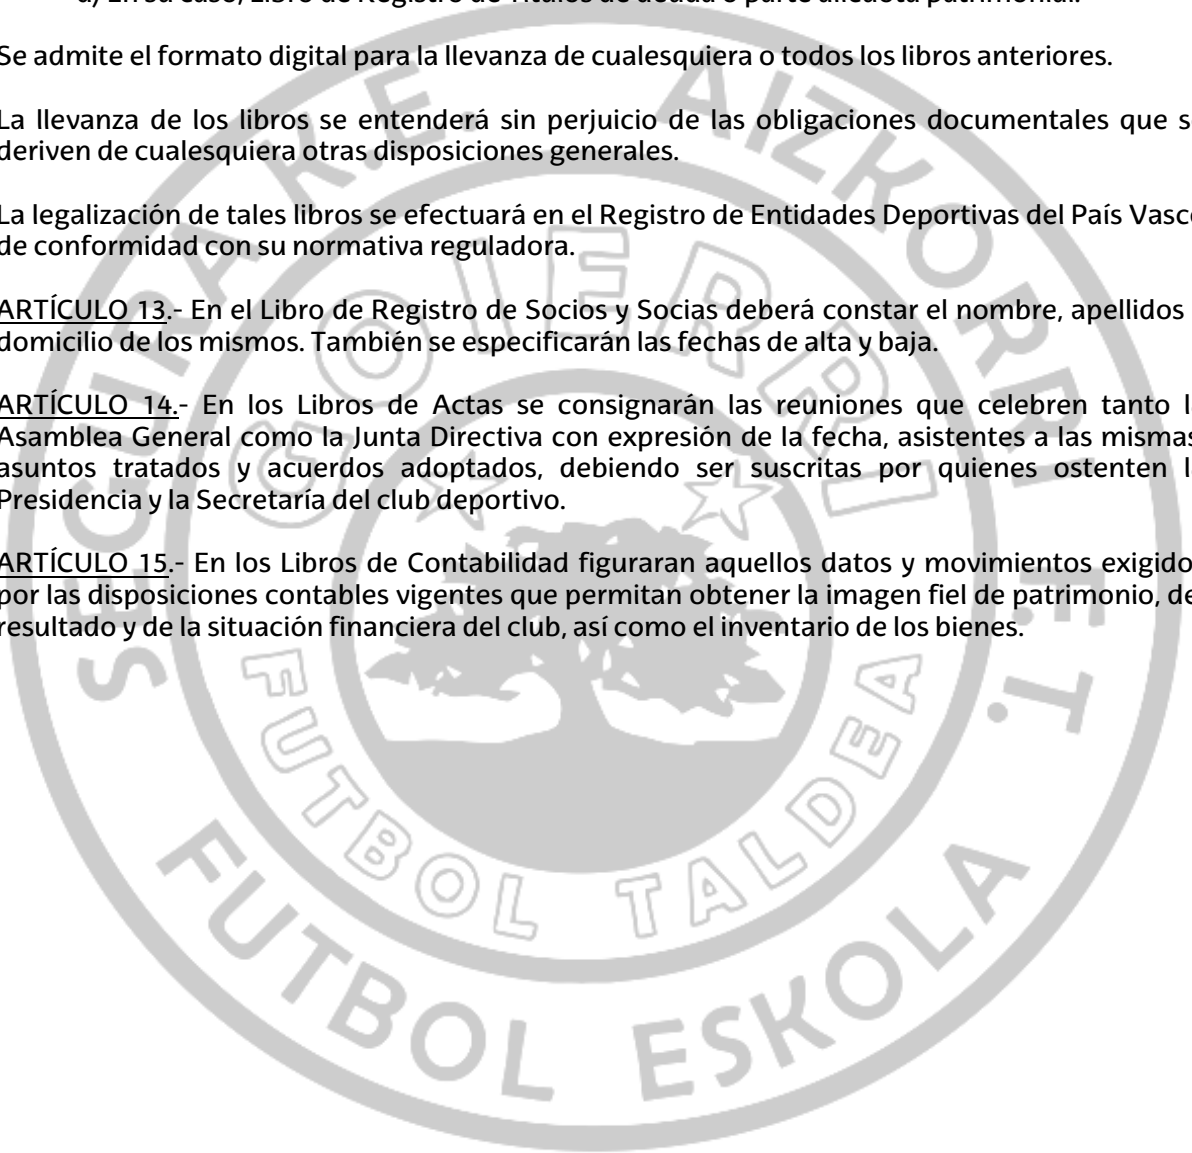 d) En su caso, Libro de Registro de Títulos de deuda o parte alícuota patrimonial.
Se admite el formato digital para la llevanza de cualesquiera o todos los libros anteriores.
La llevanza de los libros se entenderá sin perjuicio de las obligaciones documentales que s
deriven de cualesquiera otras disposiciones generales.
La legalización de tales libros se efectuará en el Registro de Entidades Deportivas del País Vasc
de conformidad con su normativa reguladora.
ARTÍCULO 13.- En el Libro de Registro de Socios y Socias deberá constar el nombre, apellidos
domicilio de los mismos. También se especificarán las fechas de alta y baja.
ARTÍCULO 14.- En los Libros de Actas se consignarán las reuniones que celebren tanto l
Asamblea General como la Junta Directiva con expresión de la fecha, asistentes a las mismas
asuntos tratados y acuerdos adoptados, debiendo ser suscritas por quienes ostenten l
Presidencia y la Secretaría del club deportivo.
ARTÍCULO 15.- En los Libros de Contabilidad figuraran aquellos datos y movimientos exigido
por las disposiciones contables vigentes que permitan obtener la imagen fiel de patrimonio, de
resultado y de la situación financiera del club, así como el inventario de los bienes.
SEGURA K.E. AIZKORRI F.T.
GOIERRI
FUTBOL TALDEA
FUTBOL ESKOLA